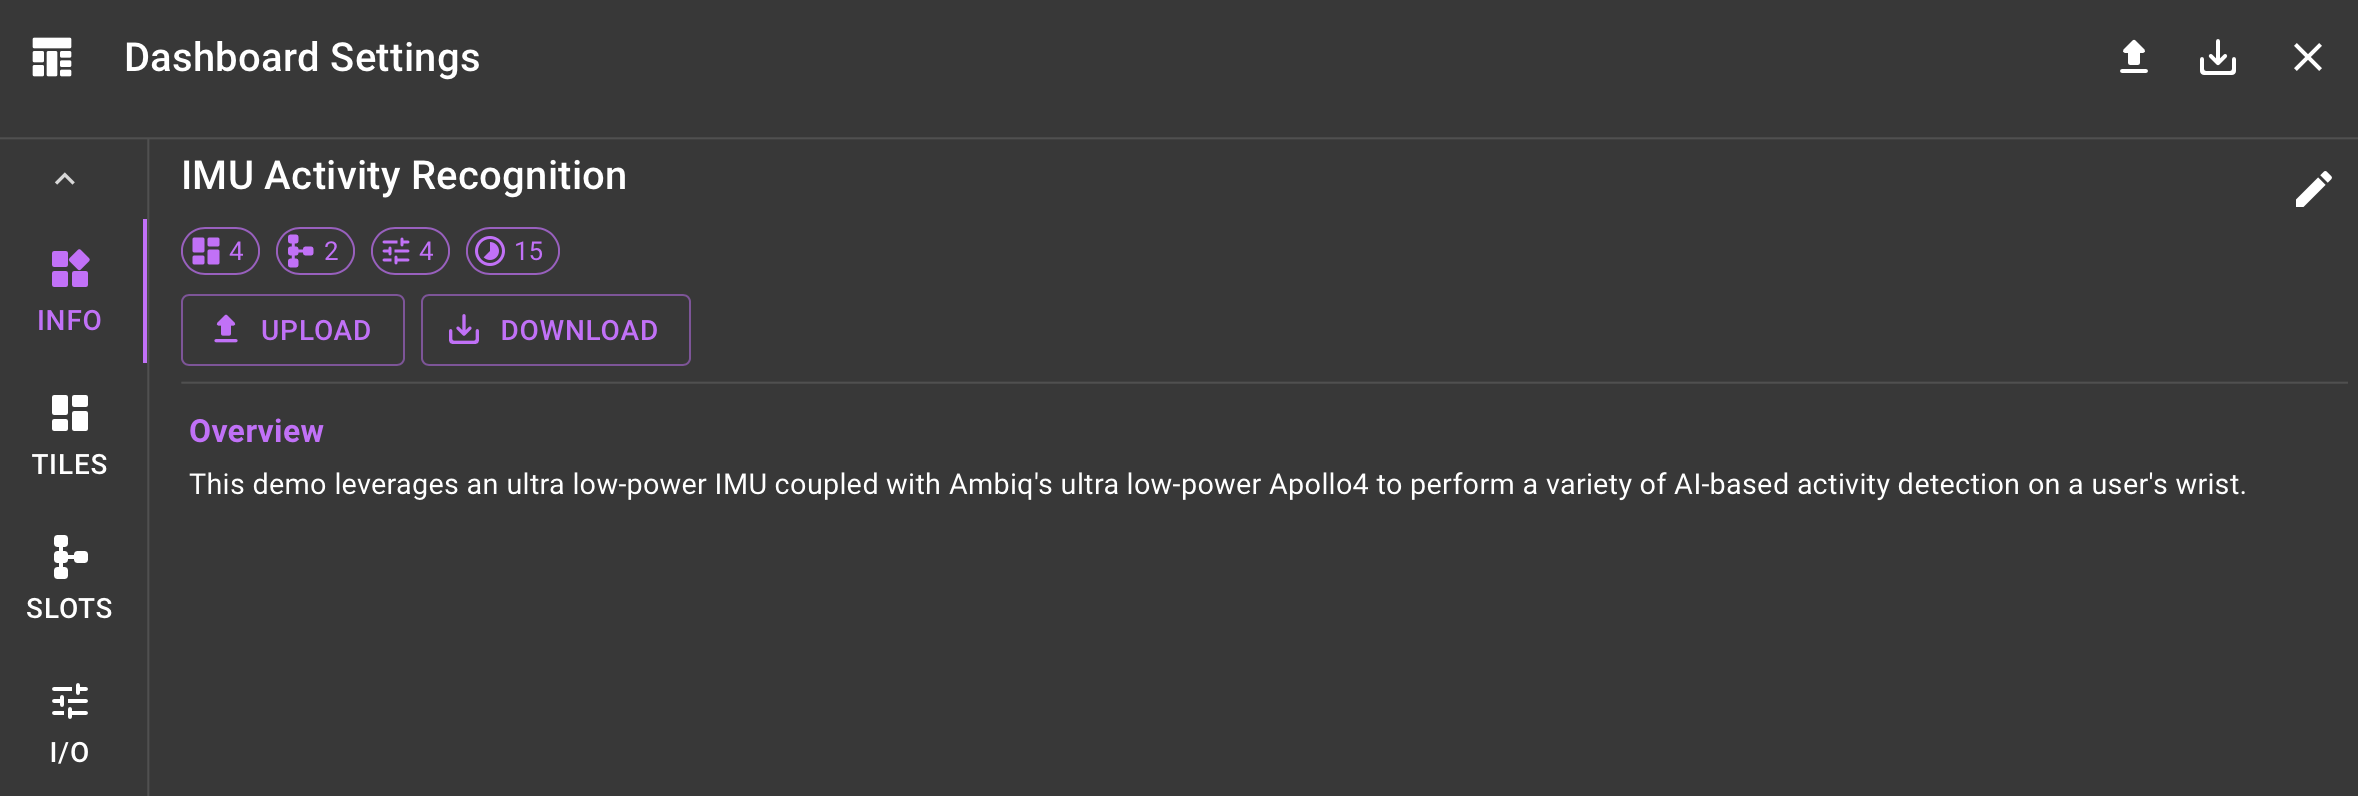 Dashboard Settings
IMU Activity Recognition
4 2 4 15
UPLOAD DOWNLOAD
INFO
TILES
SLOTS
I/O
Overview
This demo leverages an ultra low-power IMU coupled with Ambiq's ultra low-power Apollo4 to perform a variety of AI-based activity detection on a user's wrist.